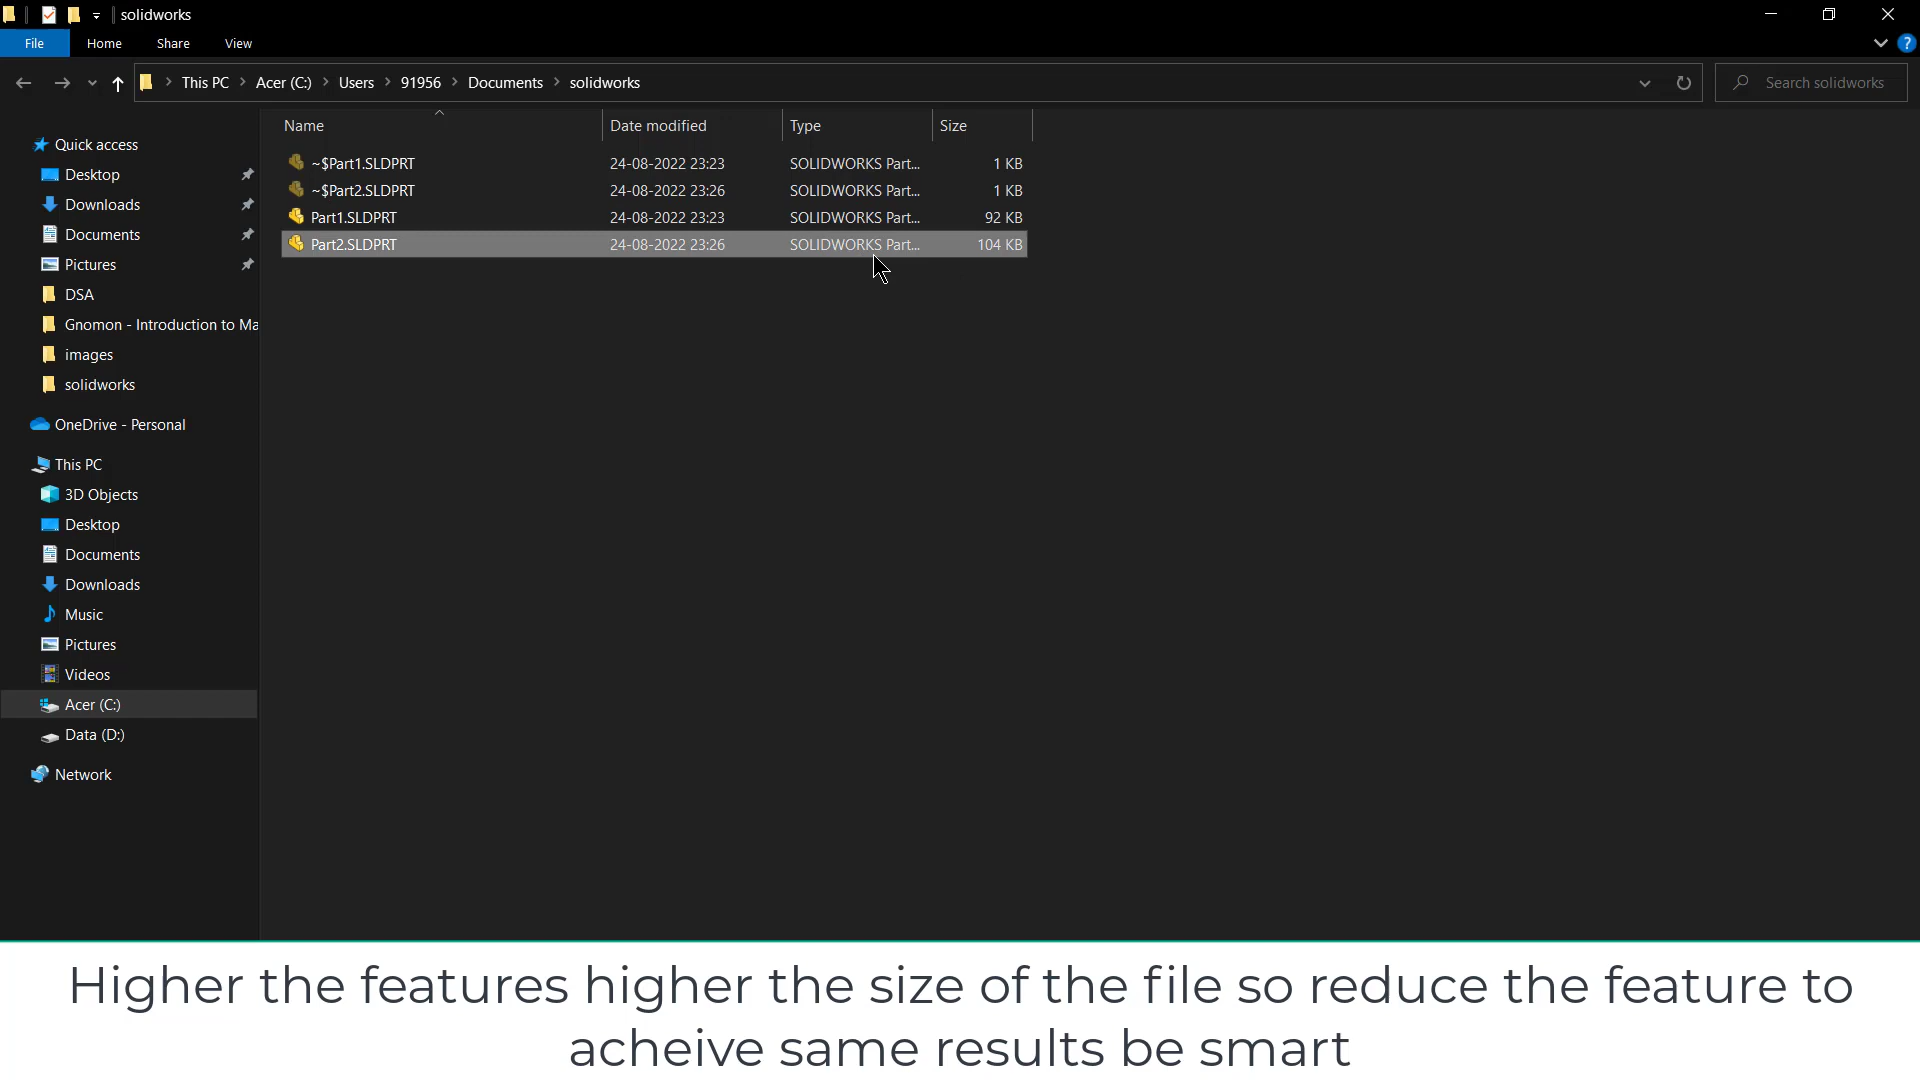 solidworks
File Home Share View
This PC Acer (C:) Users 91956 Documents solidworks
Search solidworks
Name Date modified Type Size
~$Part1.SLDPRT 24-08-2022 23:23 SOLIDWORKS Part... 1 KB
~$Part2.SLDPRT 24-08-2022 23:26 SOLIDWORKS Part... 1 KB
Part1.SLDPRT 24-08-2022 23:23 SOLIDWORKS Part... 92 KB
Part2.SLDPRT 24-08-2022 23:26 SOLIDWORKS Part... 104 KB
Quick access
Desktop
Downloads
Documents
Pictures
DSA
Gnomon - Introduction to Ma
images
solidworks
OneDrive - Personal
This PC
3D Objects
Desktop
Documents
Downloads
Music
Pictures
Videos
Acer (C:)
Data (D:)
Network
Higher the features higher the size of the file so reduce the feature to
acheive same results be smart